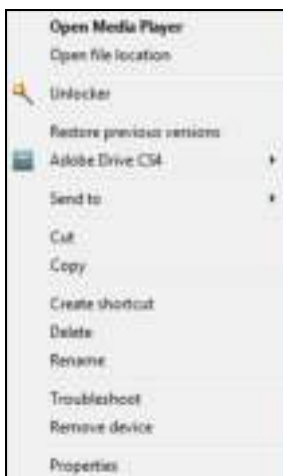 Open Media Player
Open file location
Unlocker
Restore previous versions
Adobe Drive CS4
Send to
Cut
Copy
Create shortcut
Delete
Rename
Troubleshoot
Remove device
Properties